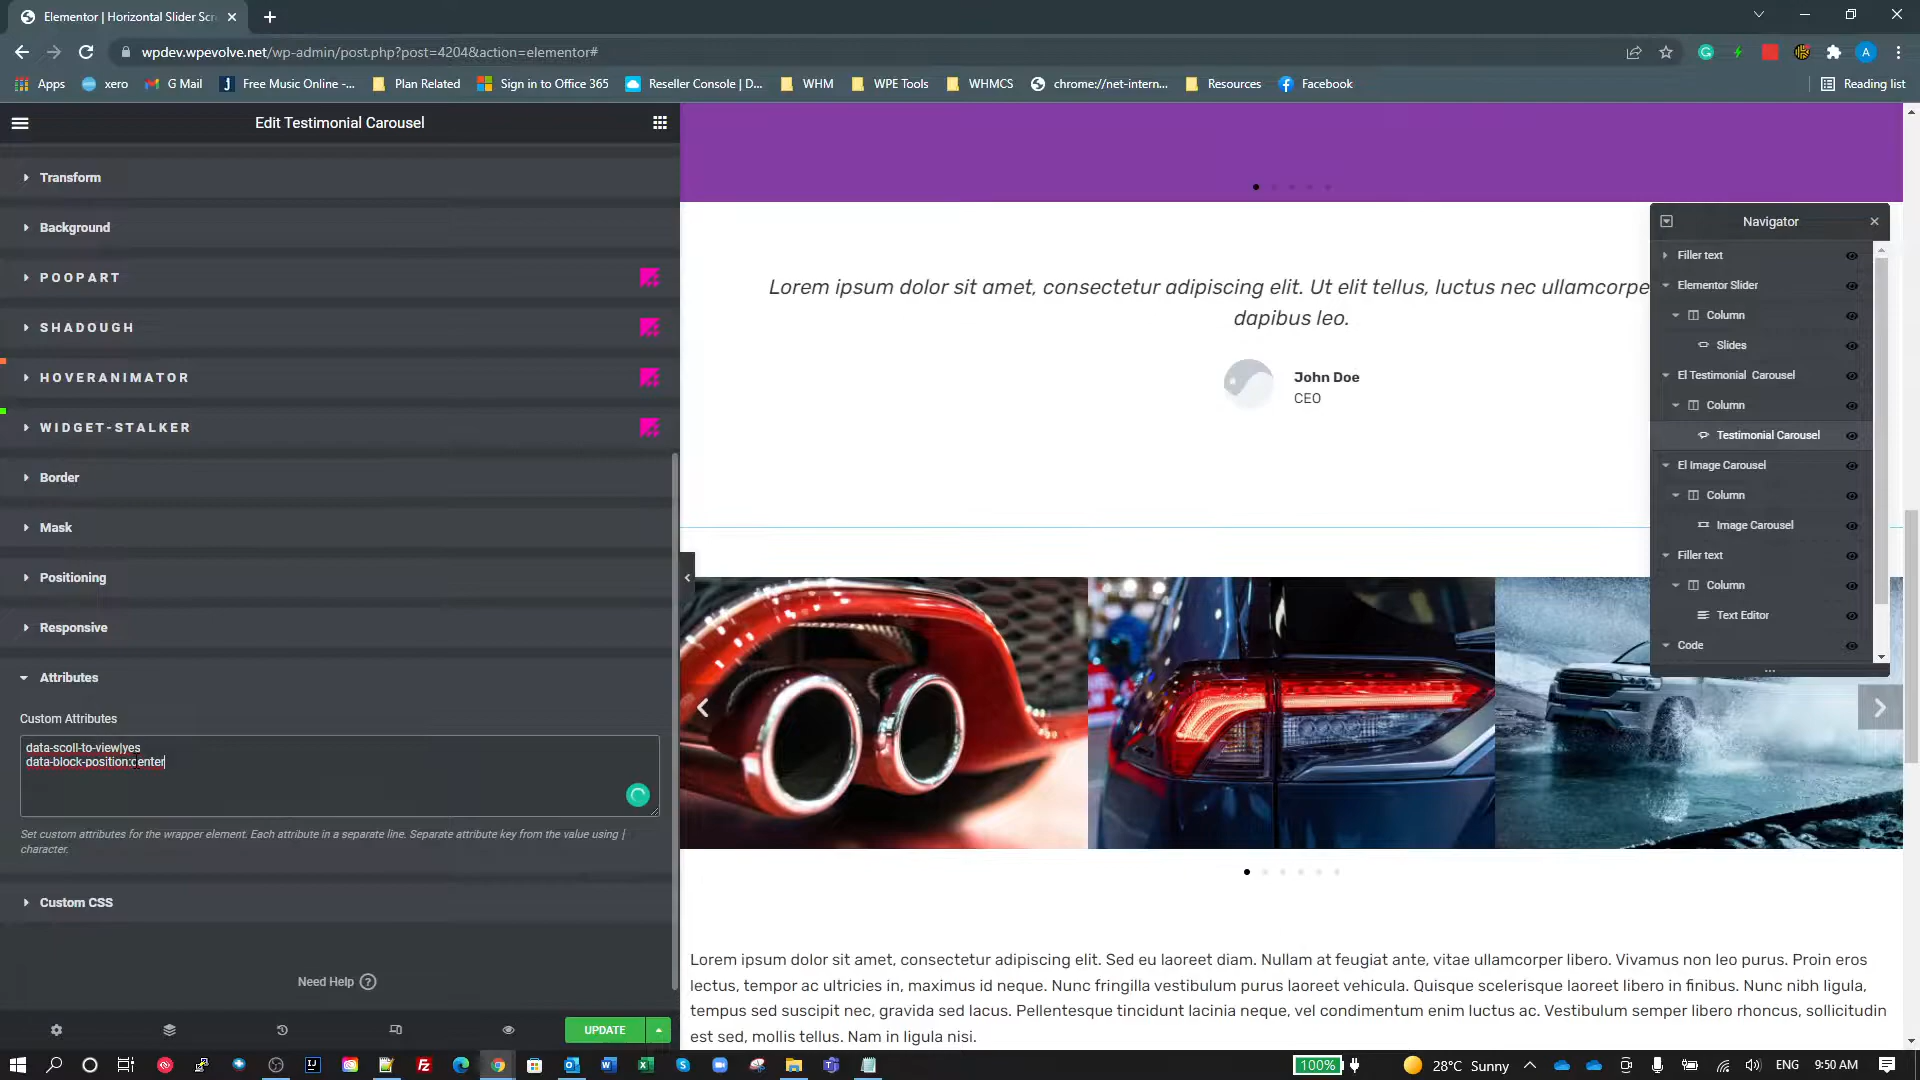 Elementor | Horizontal Slider Scr
wpdev.wpevolve.net/wp-admin/post.php?post=4204&action=elementor#
A
Apps
xero
G Mail
Free Music Online -...
Plan Related
Sign in to Office 365
Reseller Console | D...
WHM
WPE Tools
WHMCS
chrome://net-intern...
Resources
Facebook
Reading list
Edit Testimonial Carousel
Transform
Background
POOPART
SHADOUGH
HOVERANIMATOR
WIDGET-STALKER
Border
Mask
Positioning
Responsive
Attributes
Custom Attributes
data-scoll-to-view|yes
data-block-position:center
Set custom attributes for the wrapper element. Each attribute in a separate line. Separate attribute key from the value using |
character.
Custom CSS
Need Help
UPDATE
Lorem ipsum dolor sit amet, consectetur adipiscing elit. Ut elit tellus, luctus nec ullamcorpe
dapibus leo.
John Doe
CEO
Navigator
Filler text
Elementor Slider
Column
Slides
El Testimonial Carousel
Column
Testimonial Carousel
El Image Carousel
Column
Image Carousel
Filler text
Column
Text Editor
Code
Lorem ipsum dolor sit amet, consectetur adipiscing elit. Sed eu laoreet diam. Nullam at feugiat ante, vitae ullamcorper libero. Vivamus non leo purus. Proin eros
lectus, tempor ac ultricies in, maximus id neque. Nunc fringilla vestibulum purus laoreet vehicula. Quisque scelerisque laoreet libero in finibus. Nunc nibh ligula,
tempus sed suscipit nec, gravida sed lacus. Pellentesque tincidunt lacinia neque, vel condimentum enim luctus ac. Vestibulum semper libero rhoncus, sollicitudin
est sed, mollis tellus. Nam in ligula nisi.
100%
28°C Sunny
ENG
9:50 AM